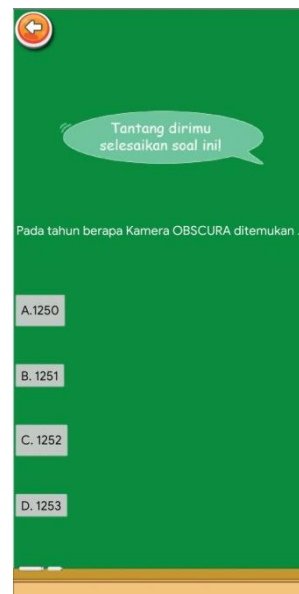 Tantang dirimu
selesaikan soal ini!
Pada tahun berapa Kamera OBSCURA ditemukan .
A.1250
B. 1251
C. 1252
D. 1253